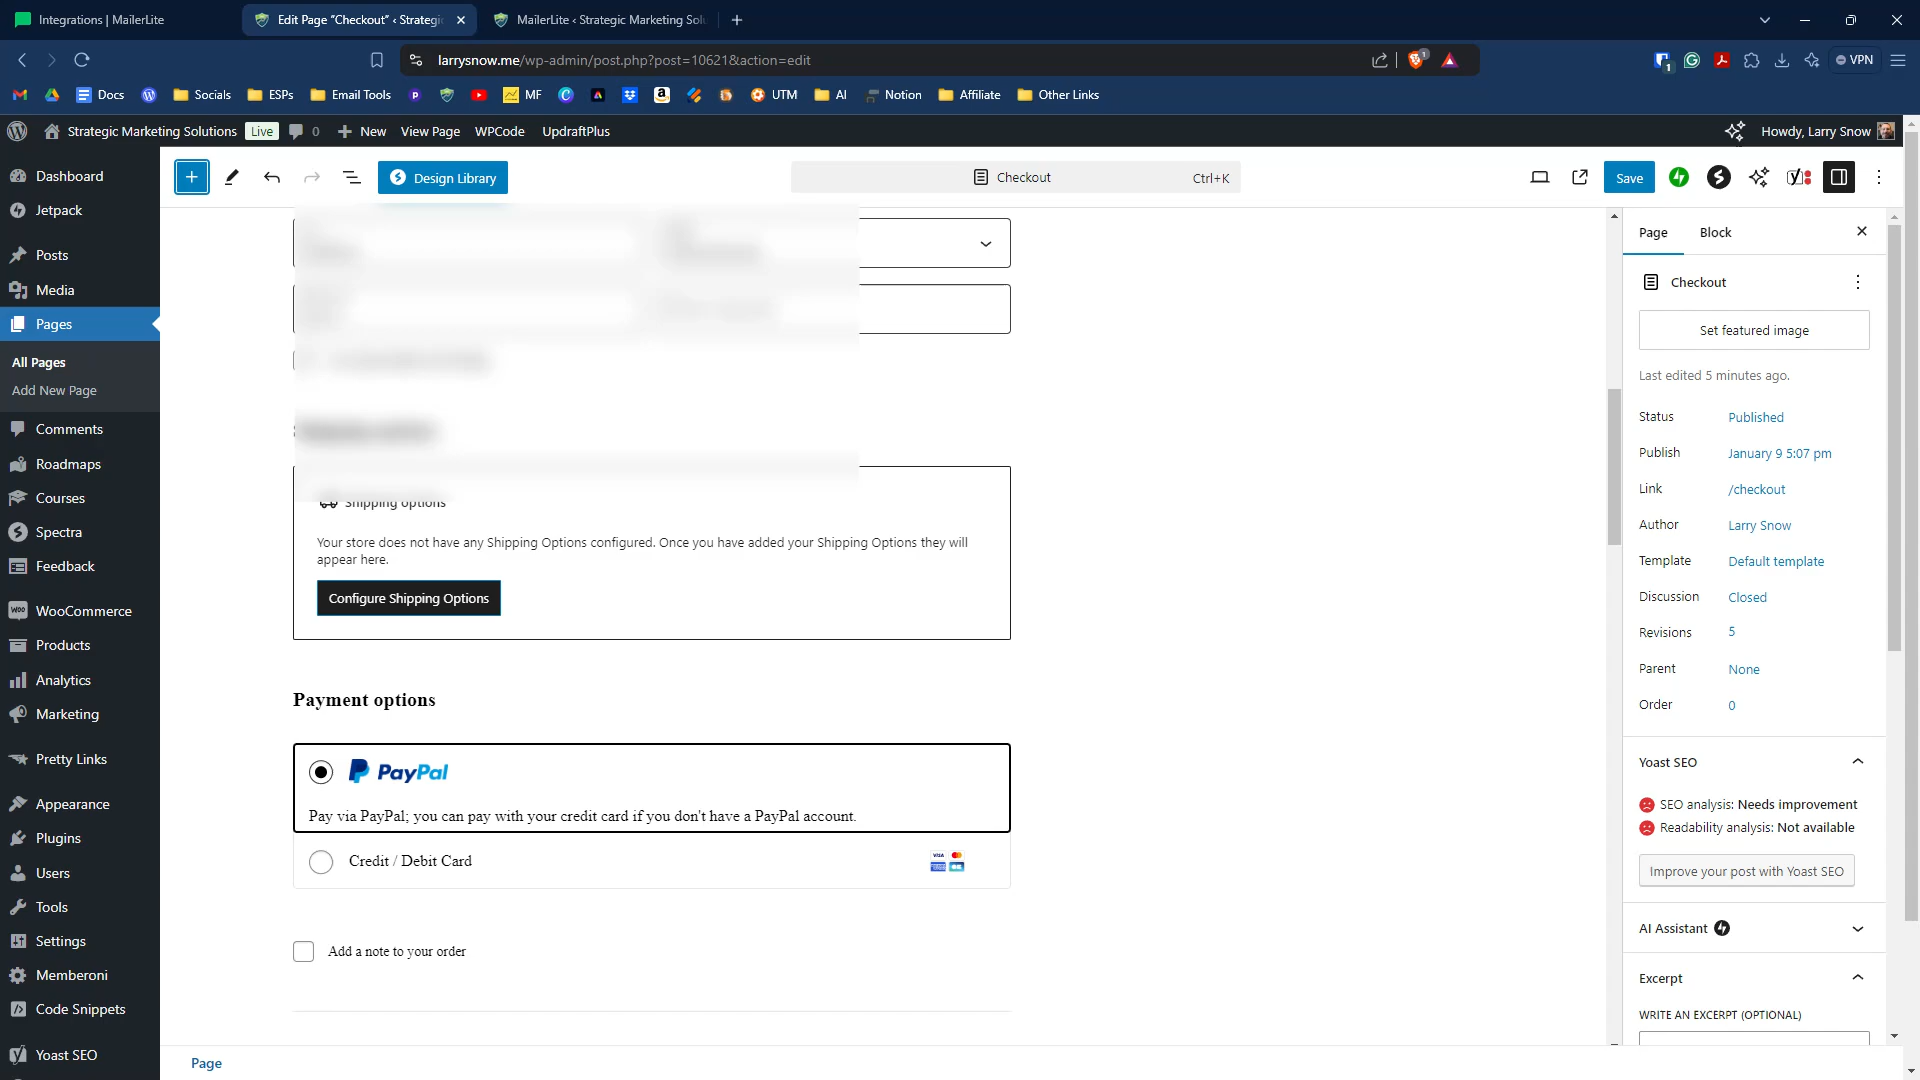 Integrations | MailerLite
Edit Page “Checkout” ‹ Strategic
MailerLite ‹ Strategic Marketing Sol
larrysnow.me/wp-admin/post.php?post=10621&action=edit
1
1
VPN
Docs
Socials
ESPs
Email Tools
MF
UTM
AI
Notion
Affiliate
Other Links
Strategic Marketing Solutions
Live
0
New
View Page
WPCode
UpdraftPlus
Howdy, Larry Snow
Dashboard
Jetpack
Posts
Media
Pages
All Pages
Add New Page
Comments
Roadmaps
Courses
Spectra
Feedback
WooCommerce
Products
Analytics
Marketing
Pretty Links
Appearance
Plugins
Users
Tools
Settings
Memberoni
Code Snippets
Yoast SEO
Design Library
Checkout
Ctrl+K
Save
Shipping options
Your store does not have any Shipping Options configured. Once you have added your Shipping Options they will
appear here.
Configure Shipping Options
Payment options
PayPal
Pay via PayPal; you can pay with your credit card if you don't have a PayPal account.
Credit / Debit Card
VISA
Add a note to your order
Page
Page
Block
Checkout
Set featured image
Last edited 5 minutes ago.
Status
Published
Publish
January 9 5:07 pm
Link
/checkout
Author
Larry Snow
Template
Default template
Discussion
Closed
Revisions
5
Parent
None
Order
0
Yoast SEO
SEO analysis: Needs improvement
Readability analysis: Not available
Improve your post with Yoast SEO
AI Assistant
Excerpt
WRITE AN EXCERPT (OPTIONAL)